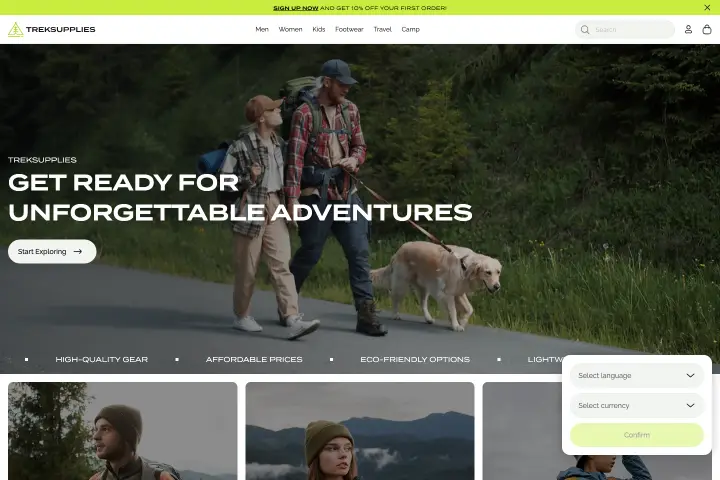 SIGN UP NOW AND GET 10% OFF YOUR FIRST ORDER!
TREKSUPPLIES
Men Women Kids Footwear Travel Camp
Search
TREKSUPPLIES
GET READY FOR
UNFORGETTABLE ADVENTURES
Start Exploring
HIGH-QUALITY GEAR AFFORDABLE PRICES ECO-FRIENDLY OPTIONS
Select language
Select currency
Confirm